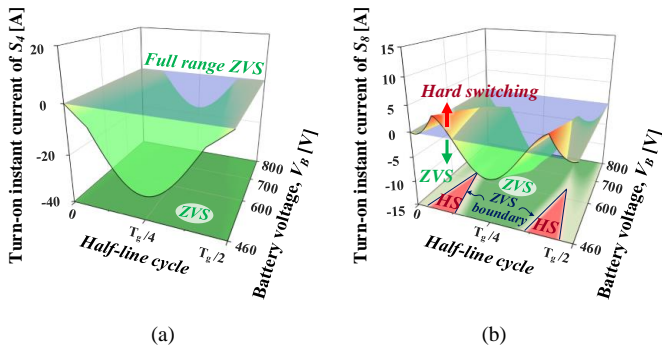 Turn-on instant current of S4 [A]
20
0
-20
-40
Full range ZVS
ZVS
0
Tg/4
Tg/2
Half-line cycle
460
600
700
800
Battery voltage, VB [V]
(a)
Turn-on instant current of S8 [A]
15
10
5
0
-5
-10
-15
Hard switching
ZVS
ZVS
HS
ZVS
boundary
HS
0
Tg/4
Tg/2
Half-line cycle
460
600
700
800
Battery voltage, VB [V]
(b)